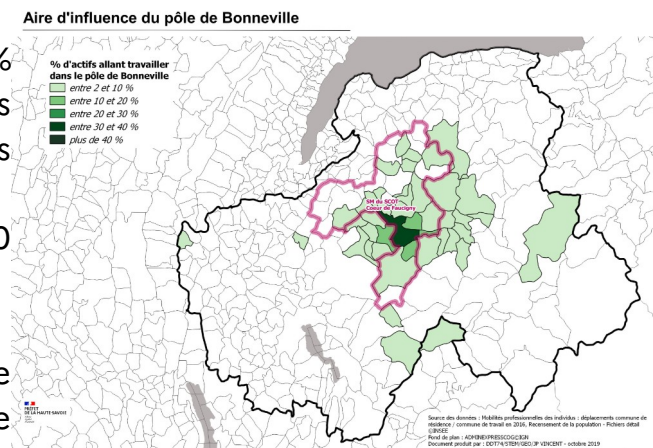 Aire d'influence du pôle de Bonneville
%
s
s
0
e
e
% d'actifs allant travailler
dans le pôle de Bonneville
entre 2 et 10 %
entre 10 et 20 %
entre 20 et 30 %
entre 30 et 40 %
plus de 40 %
SM du SCOT
Coeur de Faucigny
PRÉFET
DE LA HAUTE-SAVOIE
Source des données : Mobilités professionnelles des individus : déplacements commune de
résidence / commune de travail en 2016, Recensement de la population - Fichiers détail
©INSEE
Fond de plan : ADMINEXPRESSCOG©IGN
Document produit par : DDT74/STEM/GEO/JP VINCENT - octobre 2019